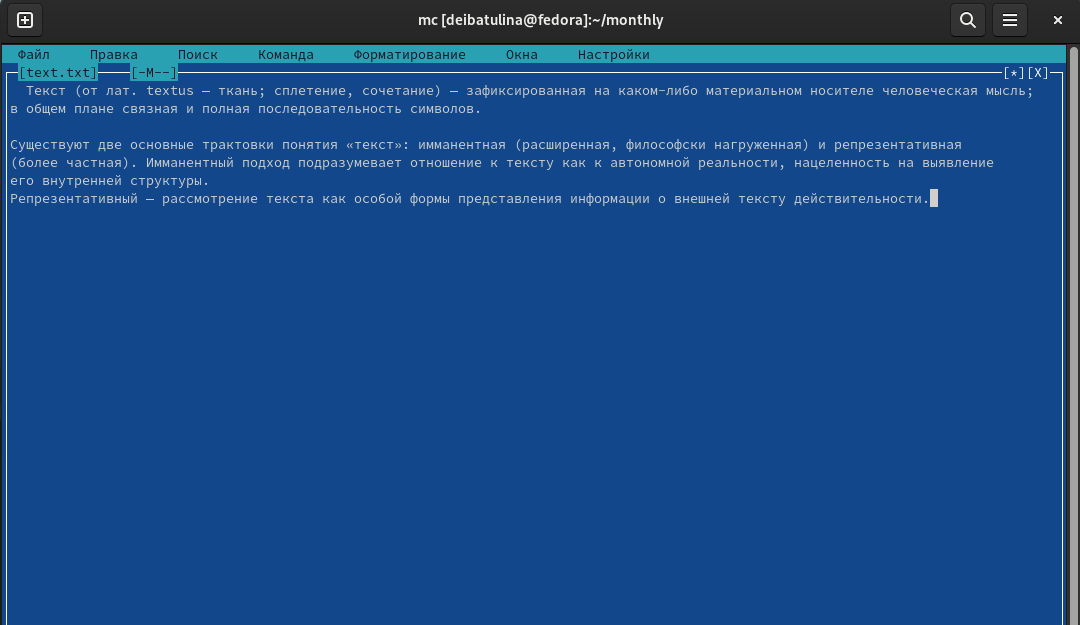 mc [deibatulina@fedora]:~/monthly
Файл Правка Поиск Команда Форматирование Окна Настройки
[text.txt] [-M--] [*][X]
Текст (от лат. textus — ткань; сплетение, сочетание) — зафиксированная на каком-либо материальном носителе человеческая мысль;
в общем плане связная и полная последовательность символов.
Существуют две основные трактовки понятия «текст»: имманентная (расширенная, философски нагруженная) и репрезентативная
(более частная). Имманентный подход подразумевает отношение к тексту как к автономной реальности, нацеленность на выявление
его внутренней структуры.
Репрезентативный — рассмотрение текста как особой формы представления информации о внешней тексту действительности.